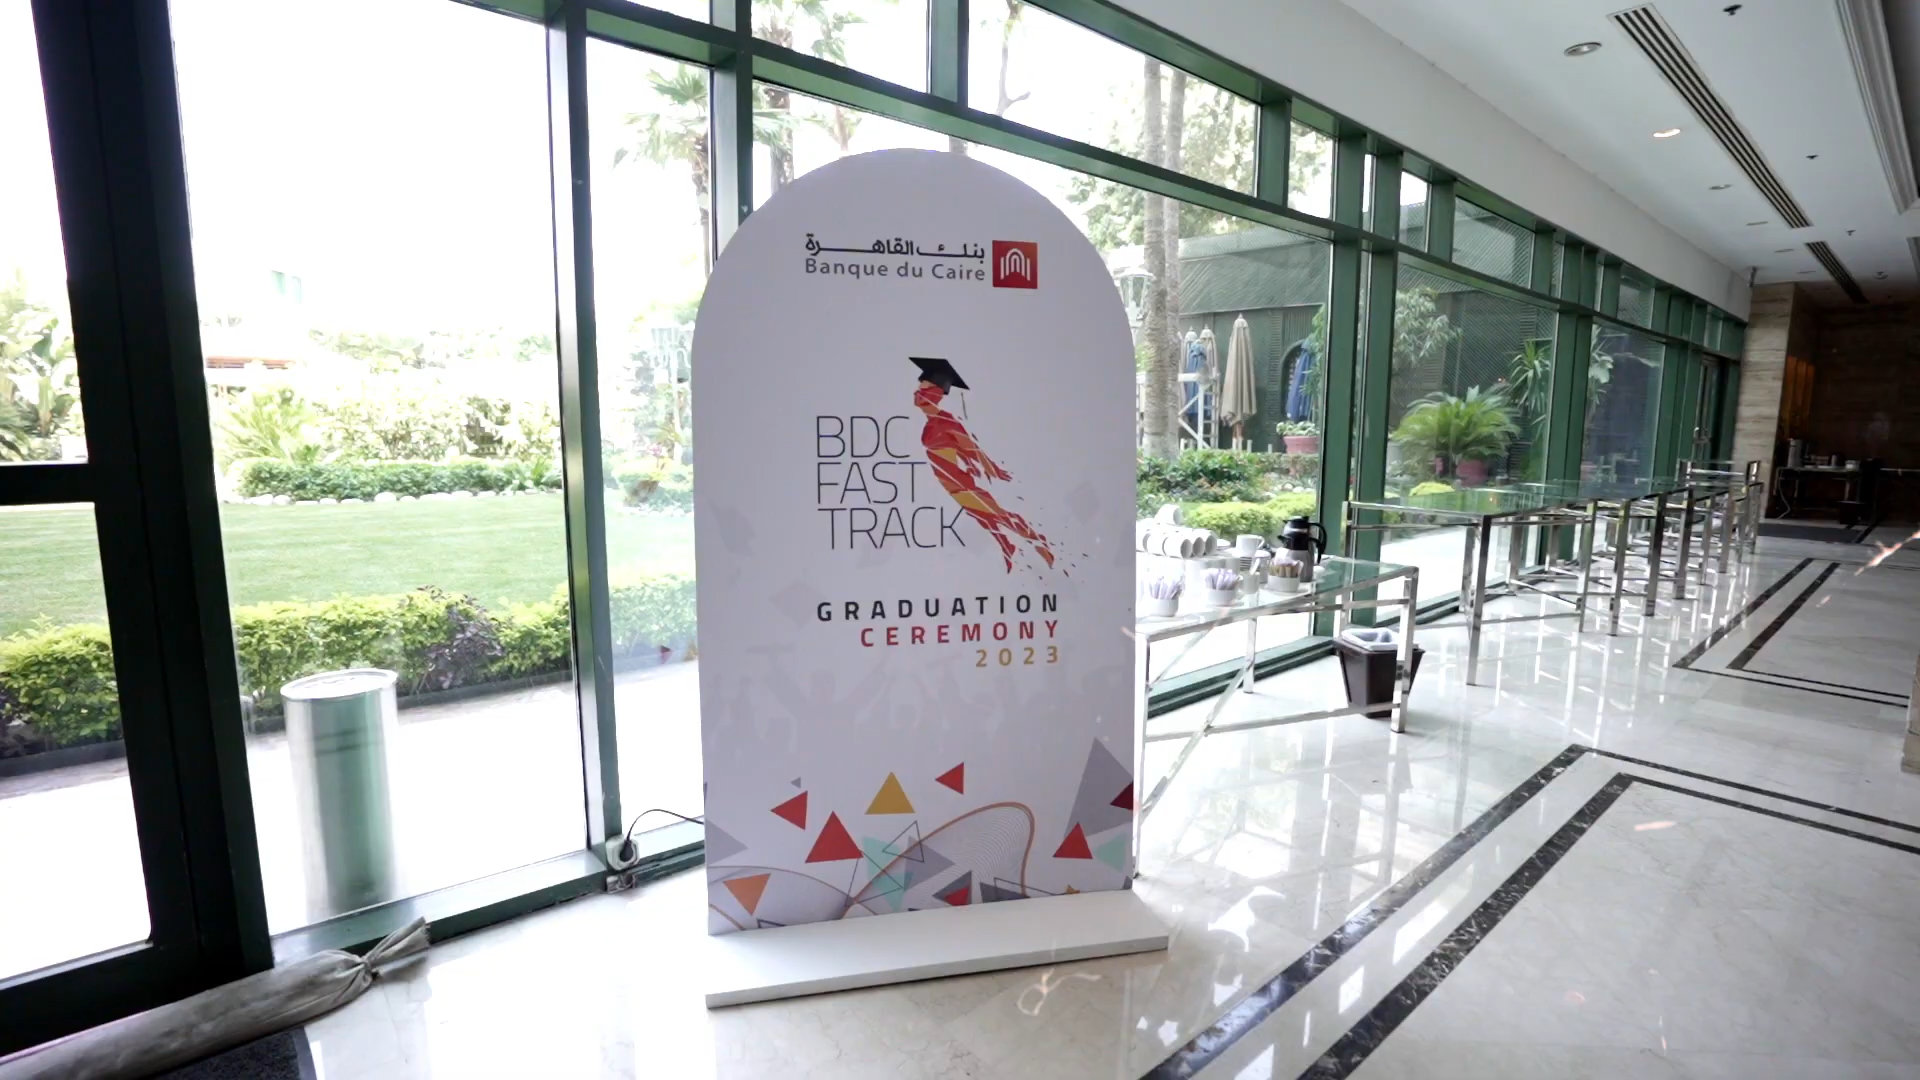 بنك القاهرة
Banque du Caire
BDC
FAST
TRACK
GRADUATION
CEREMONY
2023